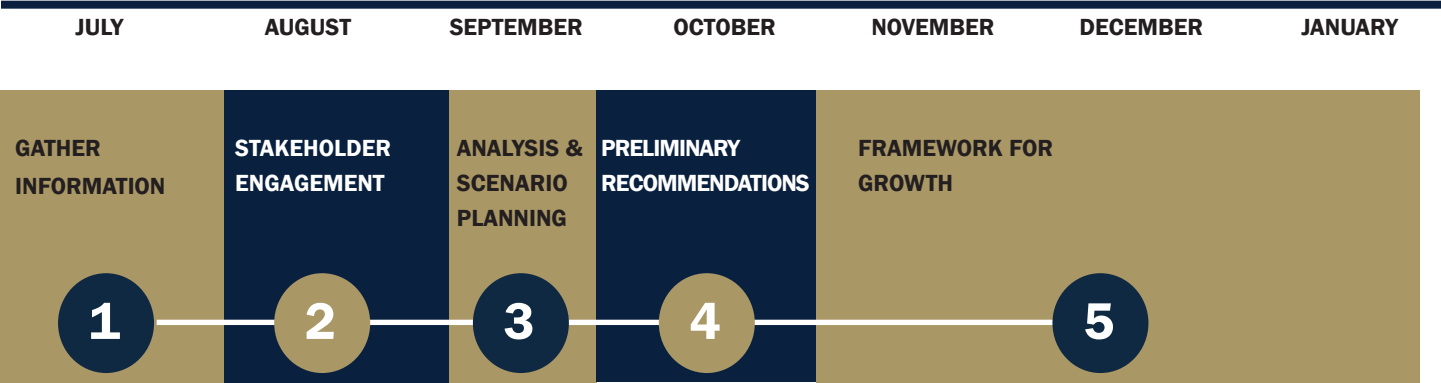 JULY AUGUST SEPTEMBER OCTOBER NOVEMBER DECEMBER JANUARY
GATHER
INFORMATION
STAKEHOLDER
ENGAGEMENT
ANALYSIS &
SCENARIO
PLANNING
PRELIMINARY
RECOMMENDATIONS
FRAMEWORK FOR
GROWTH
1 2 3 4 5